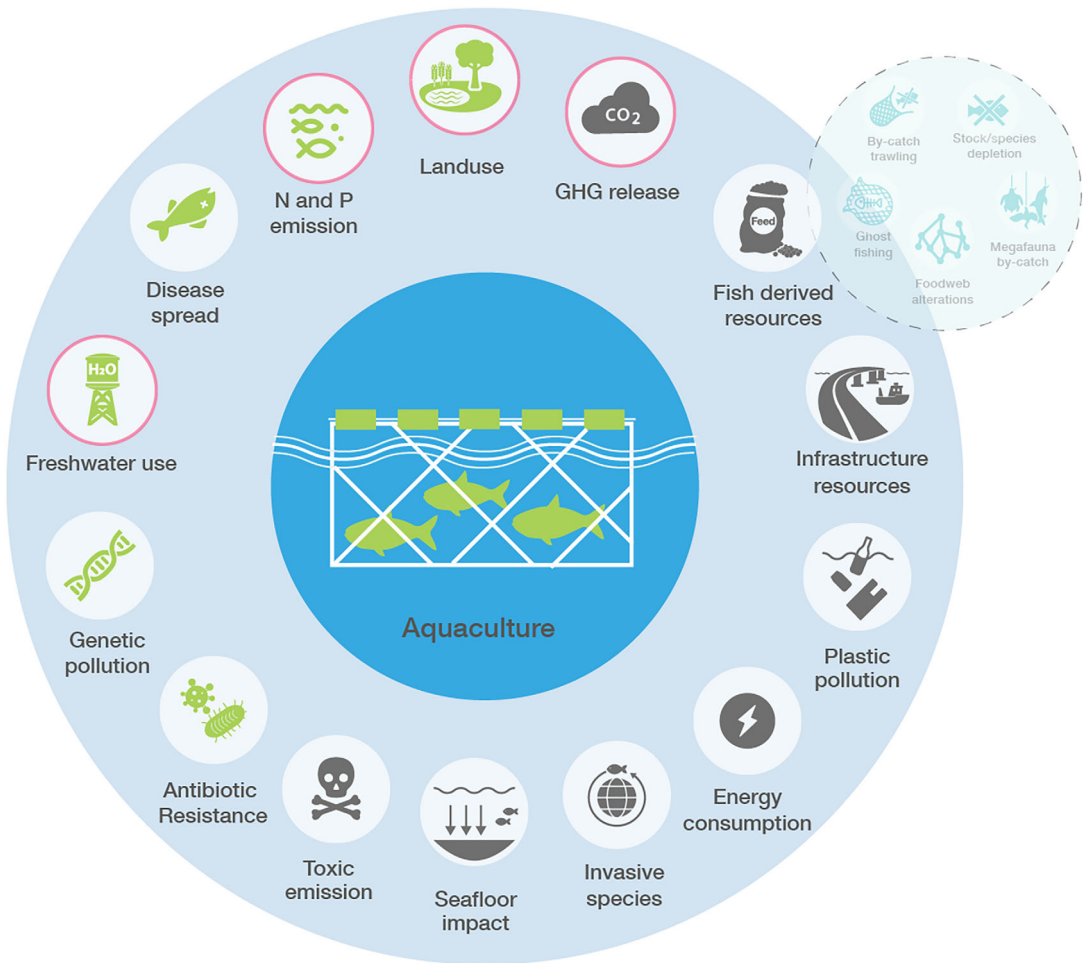 Landuse
CO2
GHG release
N and P
emission
Disease
spread
H2O
Freshwater use
Genetic
pollution
Antibiotic
Resistance
Toxic
emission
Seafloor
impact
Invasive
species
Energy
consumption
Plastic
pollution
Infrastructure
resources
Feed
Fish derived
resources
By-catch
trawling
Stock/species
depletion
Ghost
fishing
Foodweb
alterations
Megafauna
by-catch
Aquaculture